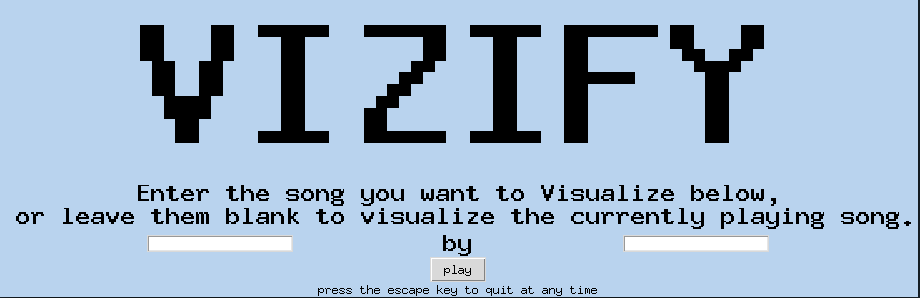 VIZIFY
Enter the song you want to Visualize below,
or leave them blank to visualize the currently playing song.
by
play
press the escape key to quit at any time